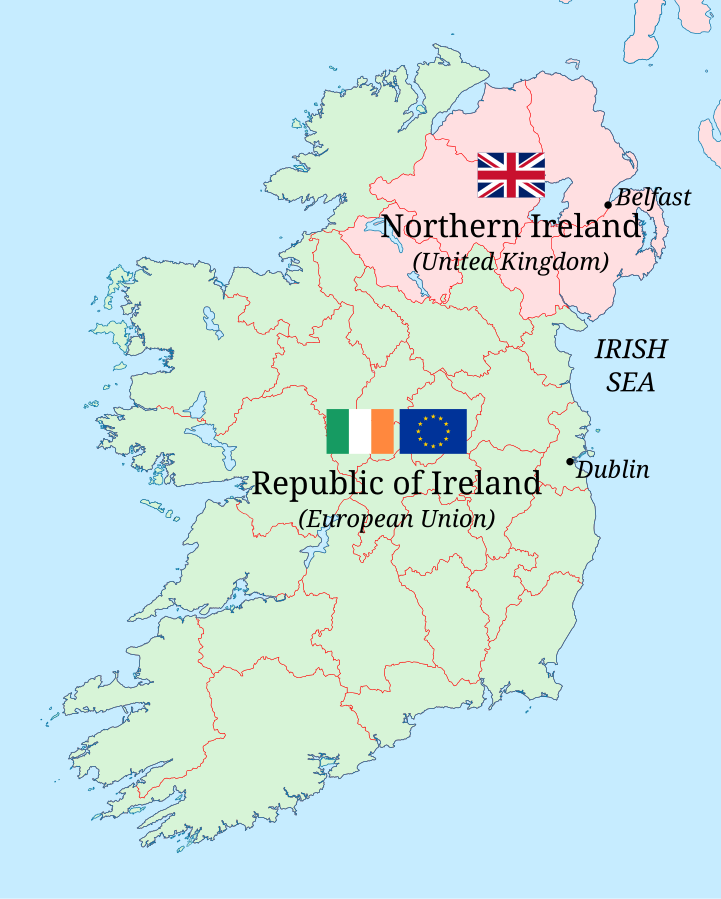 Belfast
Northern Ireland
(United Kingdom)
IRISH
SEA
Dublin
Republic of Ireland
(European Union)